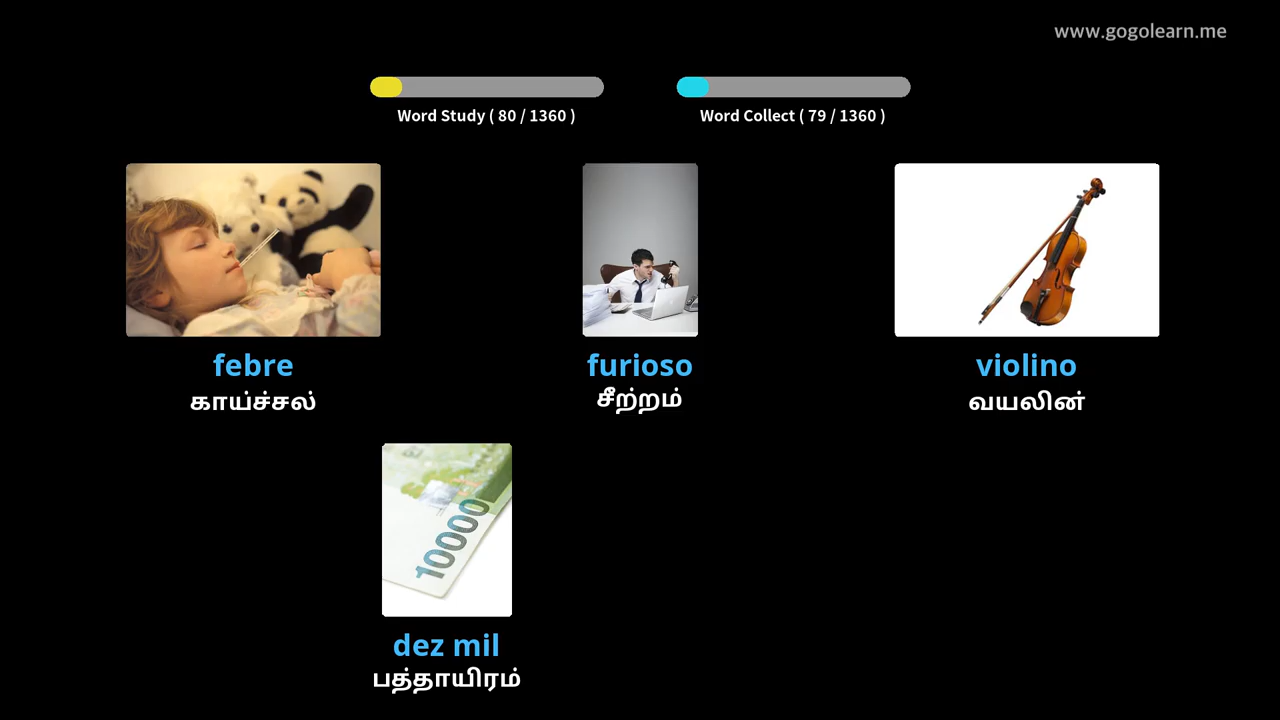 www.gogolearn.me
Word Study ( 80 / 1360 )
Word Collect ( 79 / 1360 )
febre
காய்ச்சல்
furioso
சீற்றம்
violino
வயலின்
10000
dez mil
பத்தாயிரம்